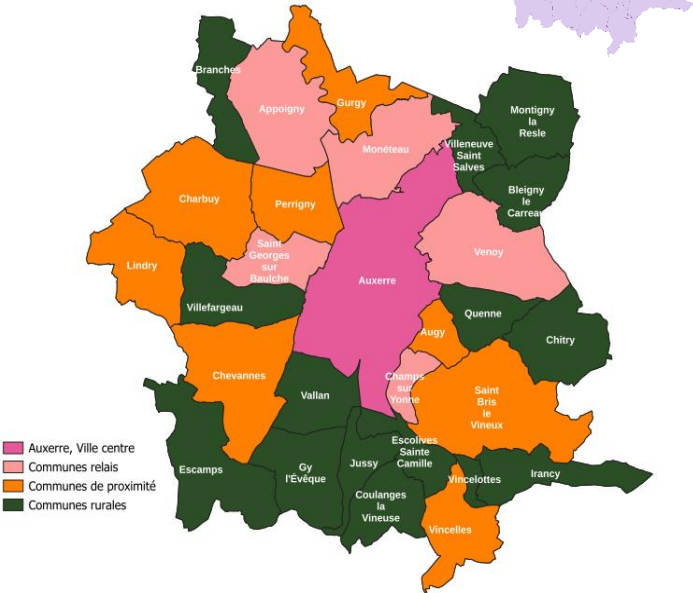 Branches
Appoigny
Gurgy
Montigny
la
Resle
Monéteau
Villeneuve
Saint
Salves
Bleigny
le
Carreau
Charbuy
Perrigny
Saint
Georges
sur
Baulche
Venoy
Lindry
Auxerre
Villefargeau
Quenne
Augy
Chitry
Chevannes
Champs
sur
Yonne
Vallan
Saint
Bris
le
Vineux
Auxerre, Ville centre
Communes relais
Communes de proximité
Communes rurales
Escamps
Gy
l'Évêque
Jussy
Escolives
Sainte
Camille
Coulanges
la
Vineuse
Vincelottes
Irancy
Vincelles